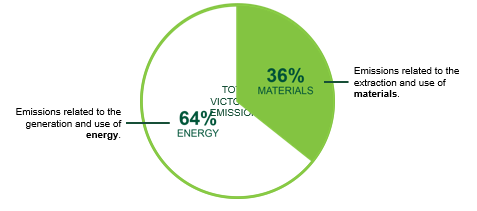 36%
MATERIALS
Emissions related to the
extraction and use of
materials.
64%
ENERGY
Emissions related to the
generation and use of
energy.